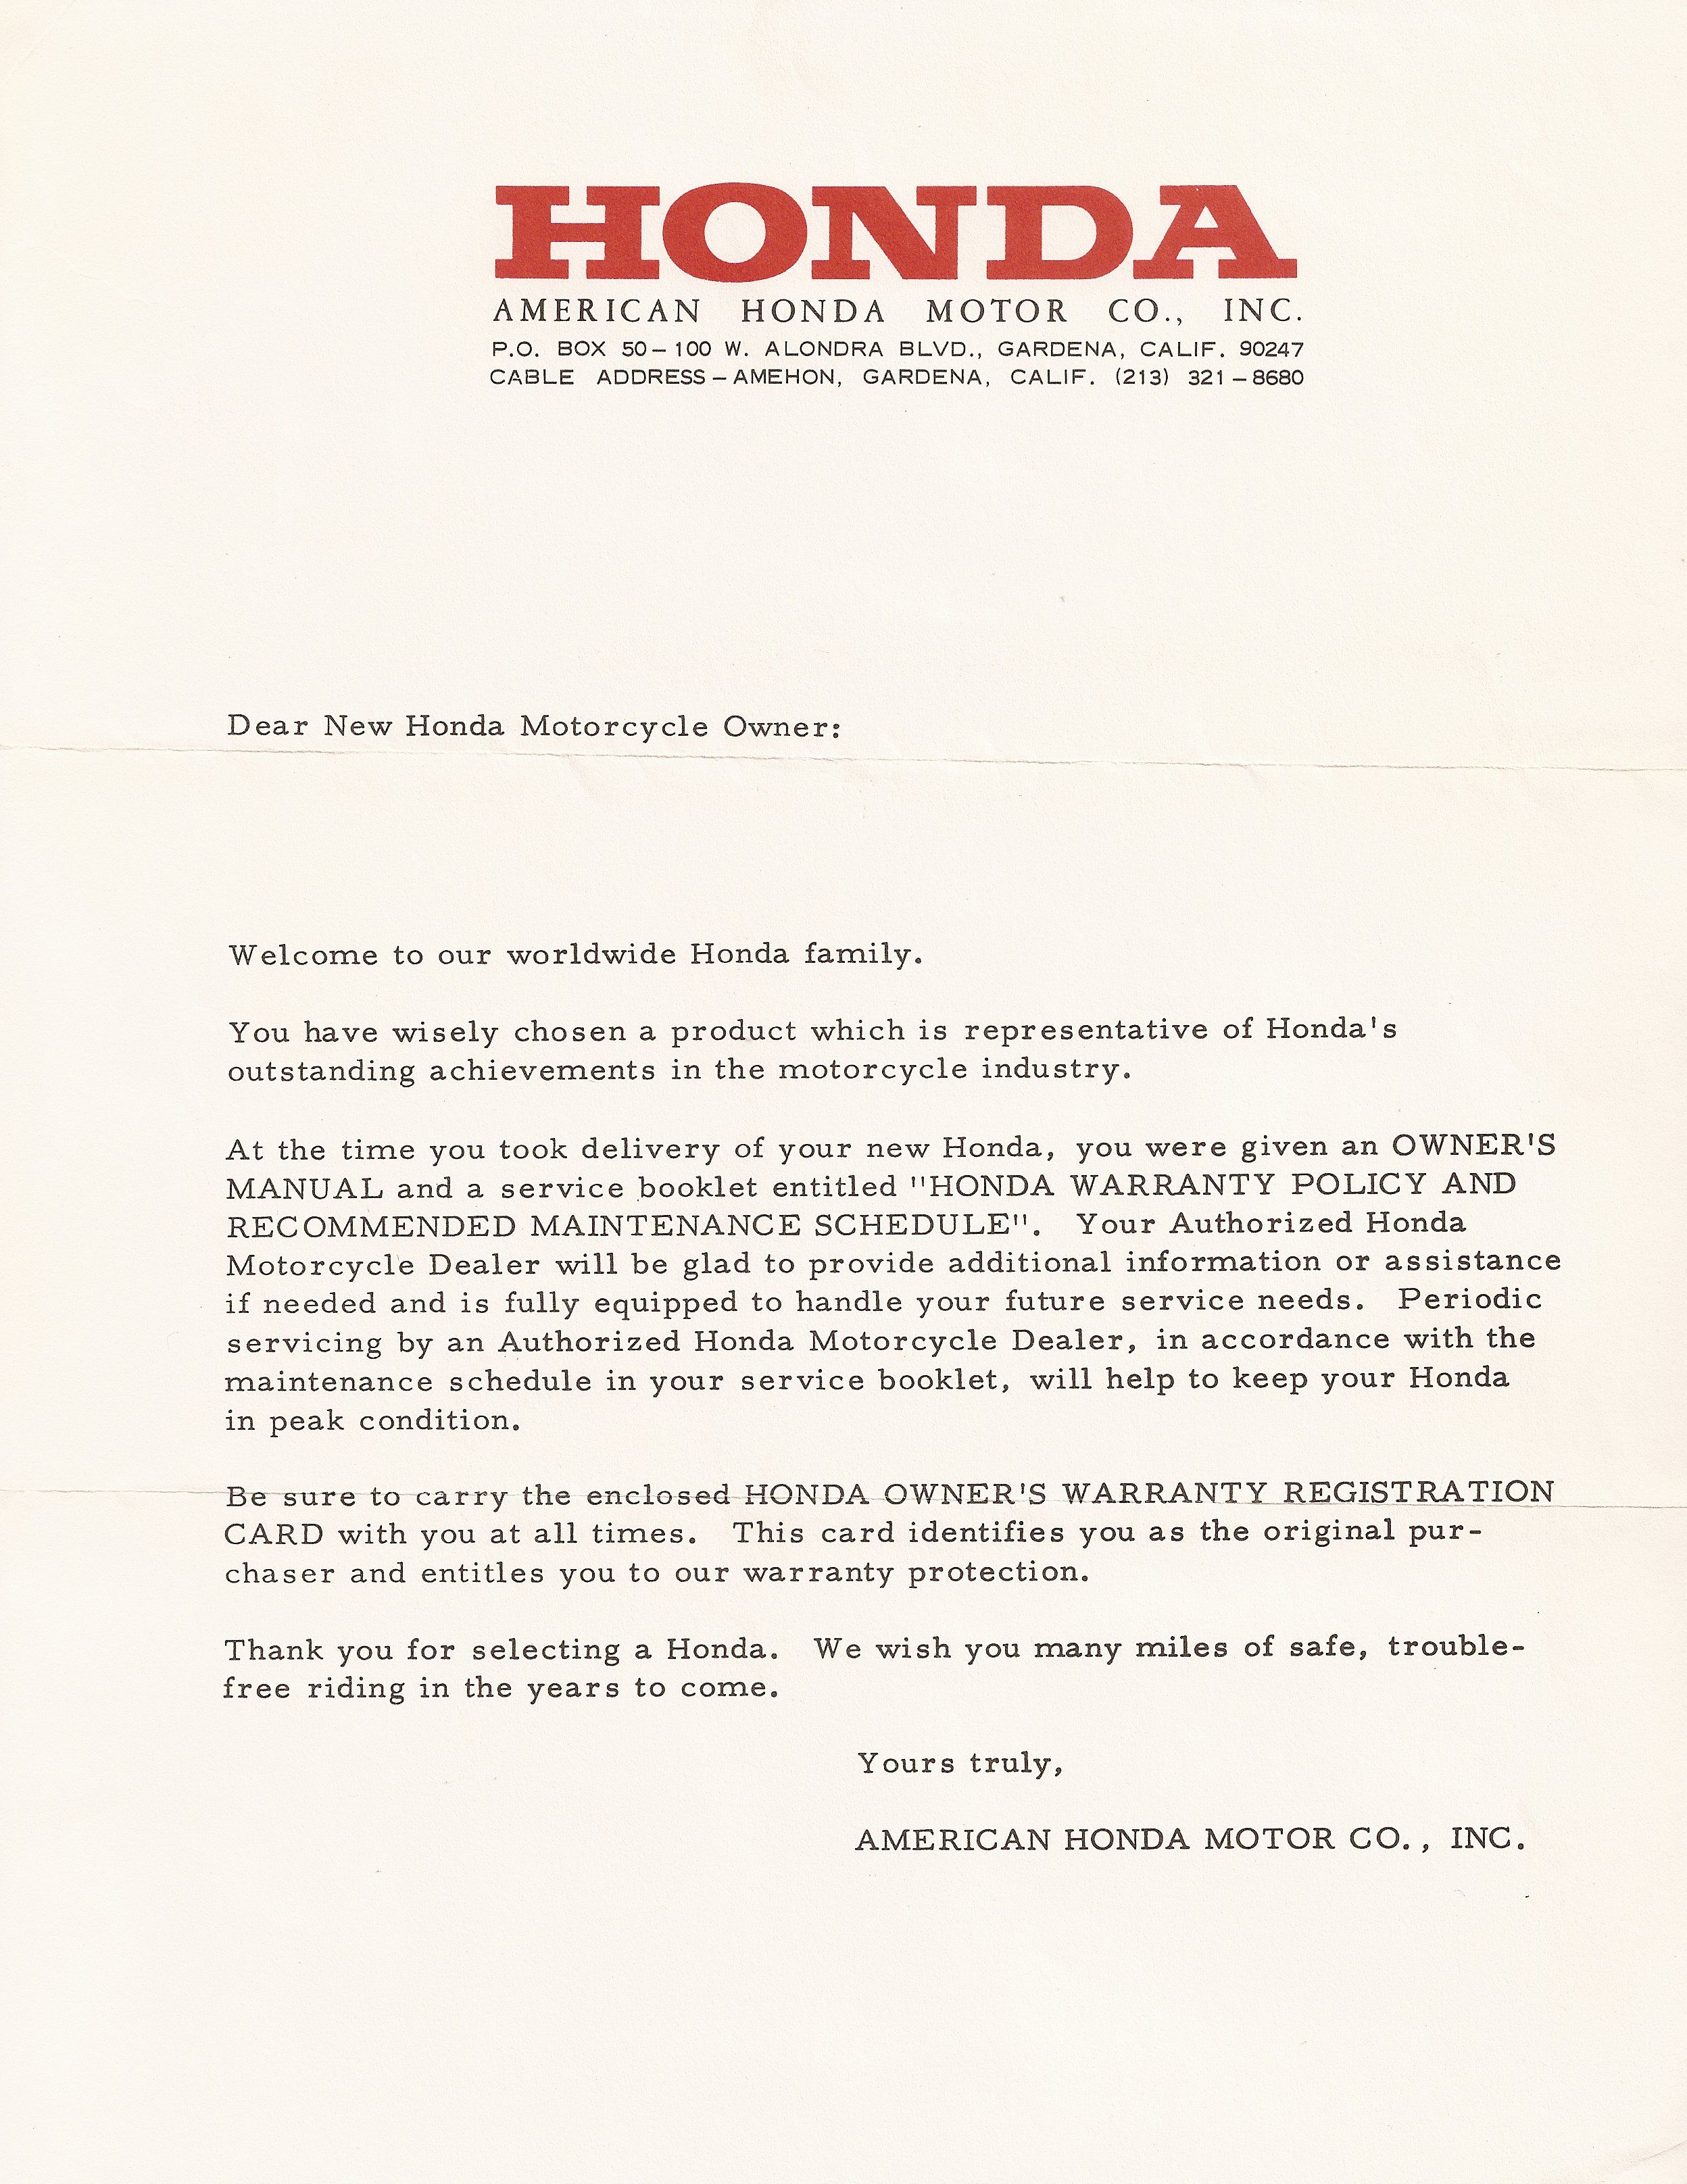 HONDA
AMERICAN HONDA MOTOR CO., INC.
P.O. BOX 50–100 W. ALONDRA BLVD., GARDENA, CALIF. 90247
CABLE ADDRESS–AMEHON, GARDENA, CALIF. (213) 321–8680
Dear New Honda Motorcycle Owner:
Welcome to our worldwide Honda family.
You have wisely chosen a product which is representative of Honda's
outstanding achievements in the motorcycle industry.
At the time you took delivery of your new Honda, you were given an OWNER'S
MANUAL and a service booklet entitled "HONDA WARRANTY POLICY AND
RECOMMENDED MAINTENANCE SCHEDULE". Your Authorized Honda
Motorcycle Dealer will be glad to provide additional information or assistance
if needed and is fully equipped to handle your future service needs. Periodic
servicing by an Authorized Honda Motorcycle Dealer, in accordance with the
maintenance schedule in your service booklet, will help to keep your Honda
in peak condition.
Be sure to carry the enclosed HONDA OWNER'S WARRANTY REGISTRATION
CARD with you at all times. This card identifies you as the original pur-
chaser and entitles you to our warranty protection.
Thank you for selecting a Honda. We wish you many miles of safe, trouble-
free riding in the years to come.
Yours truly,
AMERICAN HONDA MOTOR CO., INC.